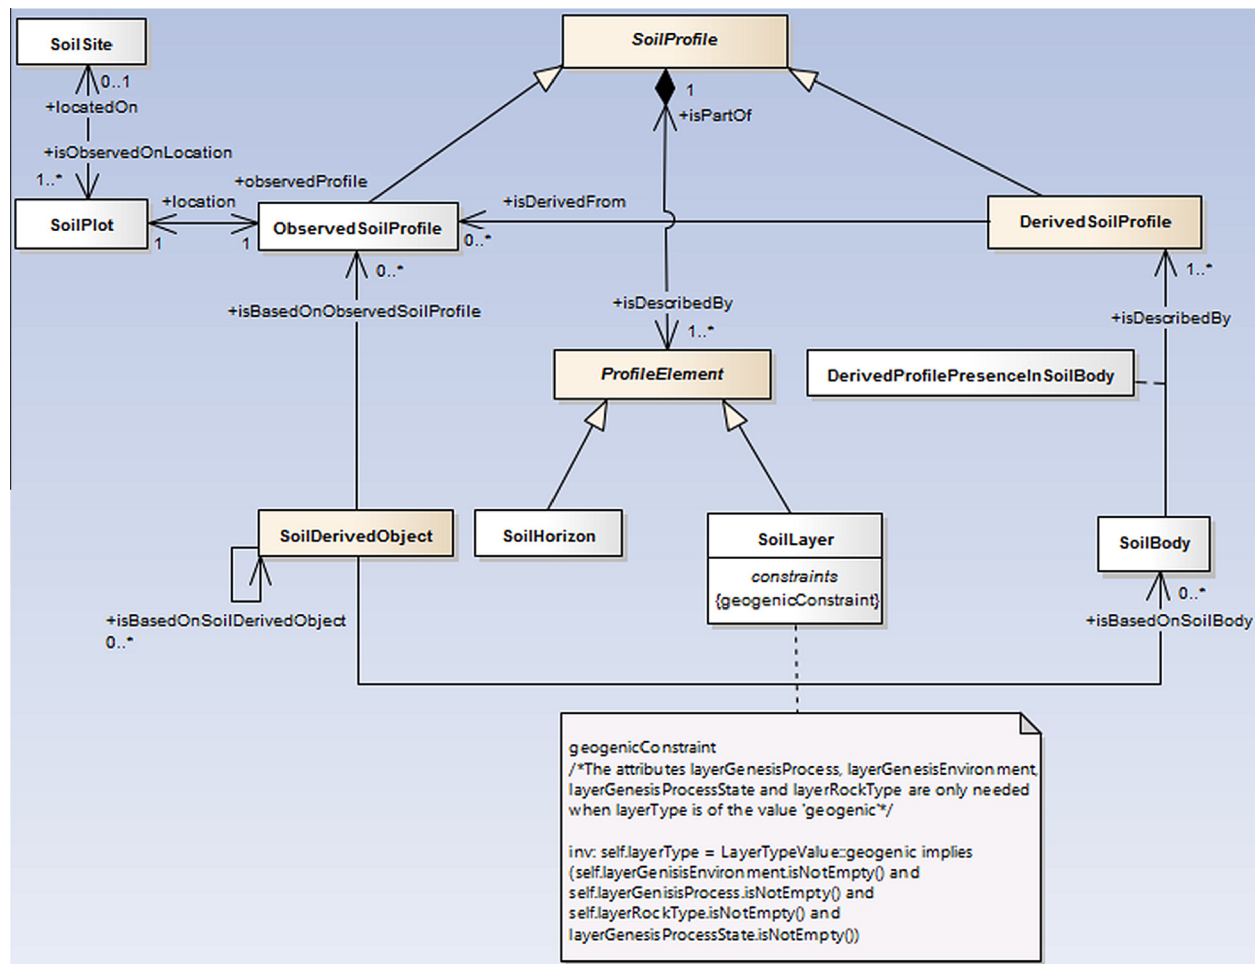 SoilSite
0..1
+locatedOn
+isObservedOnLocation
1..*
SoilPlot
+location
1
1
+observedProfile
ObservedSoilProfile
SoilProfile
1
+isPartOf
+isDerivedFrom
0..*
DerivedSoilProfile
0..*
+isBasedOnObservedSoilProfile
+isDescribedBy
1..*
ProfileElement
1..*
+isDescribedBy
DerivedProfilePresenceInSoilBody
SoilDerivedObject
+isBasedOnSoilDerivedObject
0..*
SoilHorizon
SoilLayer
constraints
{geogenicConstraint}
SoilBody
0..*
+isBasedOnSoilBody
geogenicConstraint
/*The attributes layerGenesisProcess, layerGenesisEnvironment,
layerGenesisProcessState and layerRockType are only needed
when layerType is of the value 'geogenic'*/
inv: self.layerType = LayerTypeValue::geogenic implies
(self.layerGenisisEnvironment.isNotEmpty() and
self.layerGenisisProcess.isNotEmpty() and
self.layerRockType.isNotEmpty() and
layerGenesisProcessState.isNotEmpty())